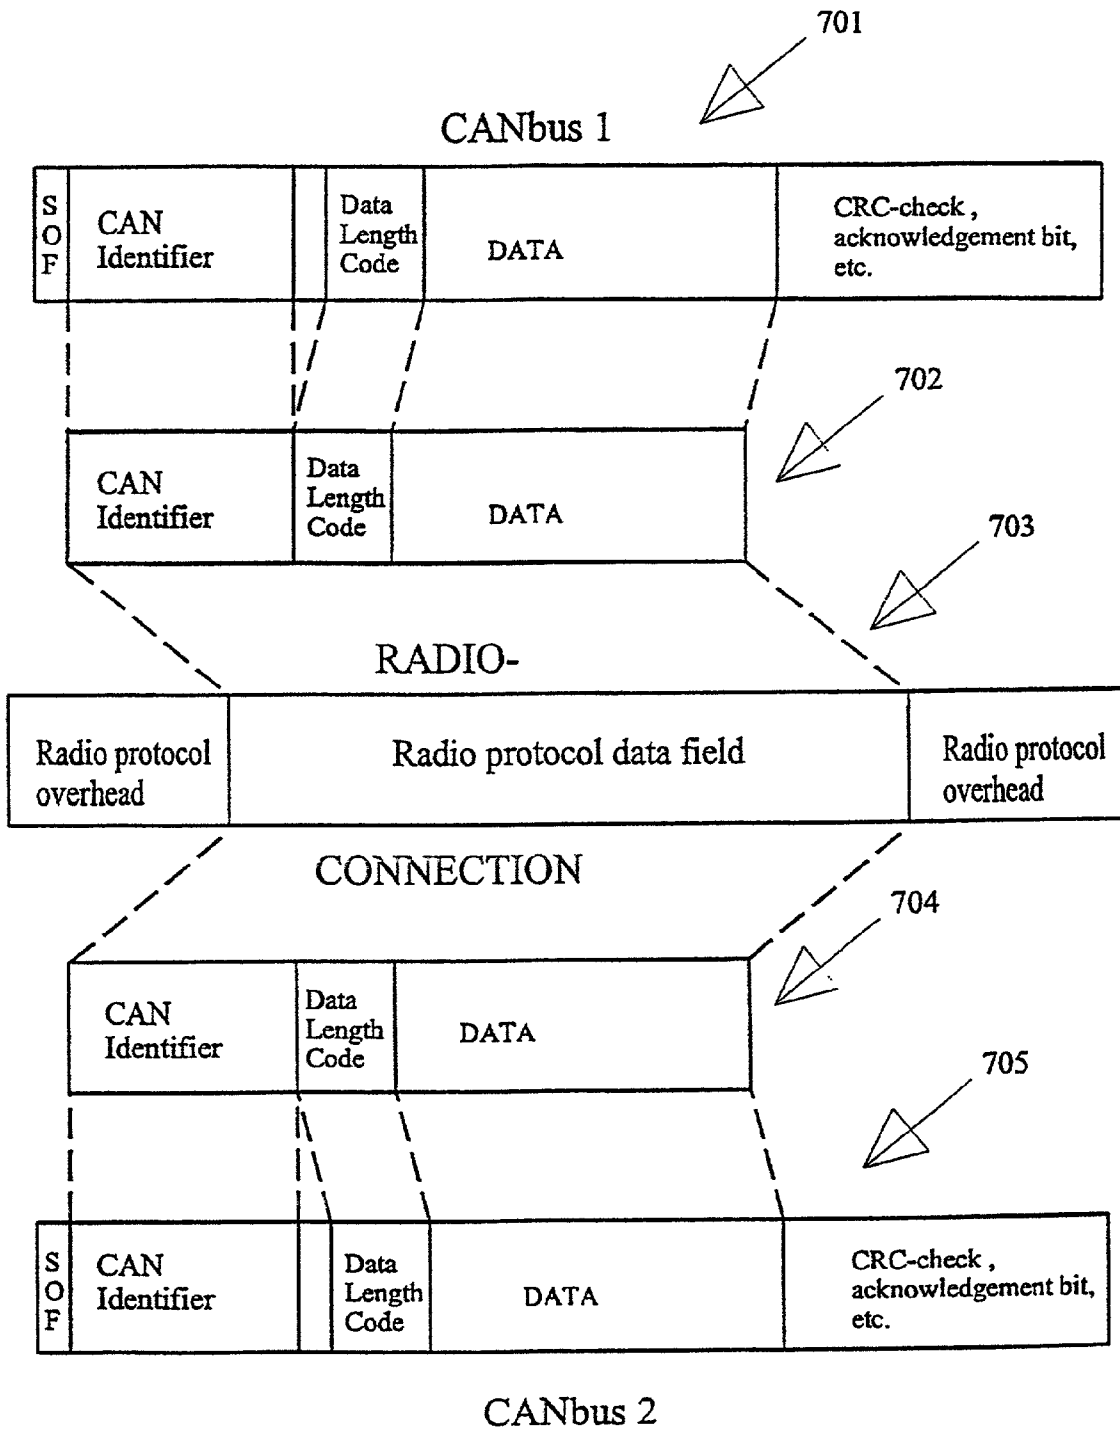 701
CANbus 1
SOF
CAN
Identifier
Data
Length
Code
DATA
CRC-check ,
acknowledgement bit,
etc.
702
CAN
Identifier
Data
Length
Code
DATA
703
RADIO-
Radio protocol
overhead
Radio protocol data field
Radio protocol
overhead
CONNECTION
704
CAN
Identifier
Data
Length
Code
DATA
705
SOF
CAN
Identifier
Data
Length
Code
DATA
CRC-check ,
acknowledgement bit,
etc.
CANbus 2